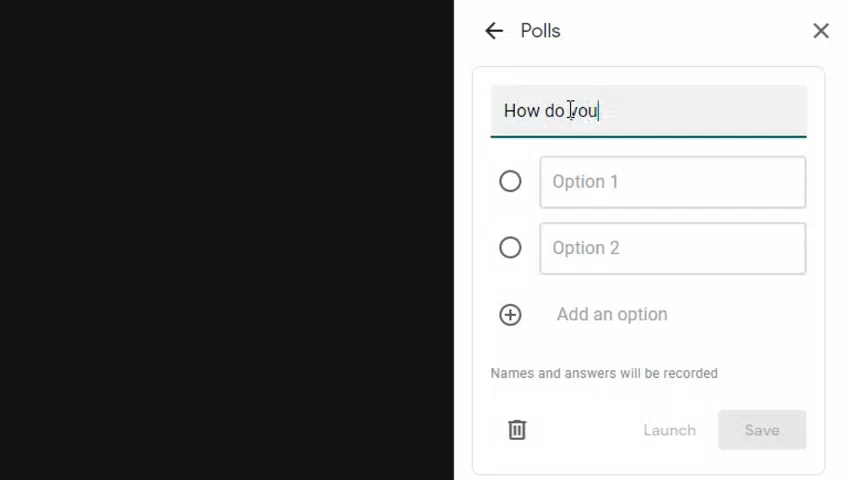 Polls
How do you
Option 1
Option 2
Add an option
Names and answers will be recorded
Launch Save